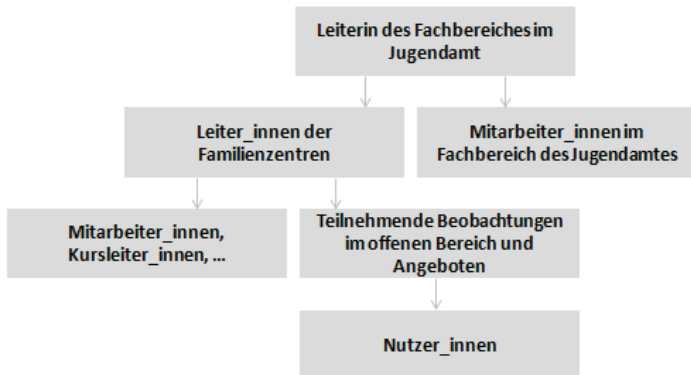 Leiterin des Fachbereiches im
Jugendamt
Leiter_innen der
Familienzentren
Mitarbeiter_innen im
Fachbereich des Jugendamtes
Mitarbeiter_innen,
Kursleiter_innen, ...
Teilnehmende Beobachtungen
im offenen Bereich und
Angeboten
Nutzer_innen